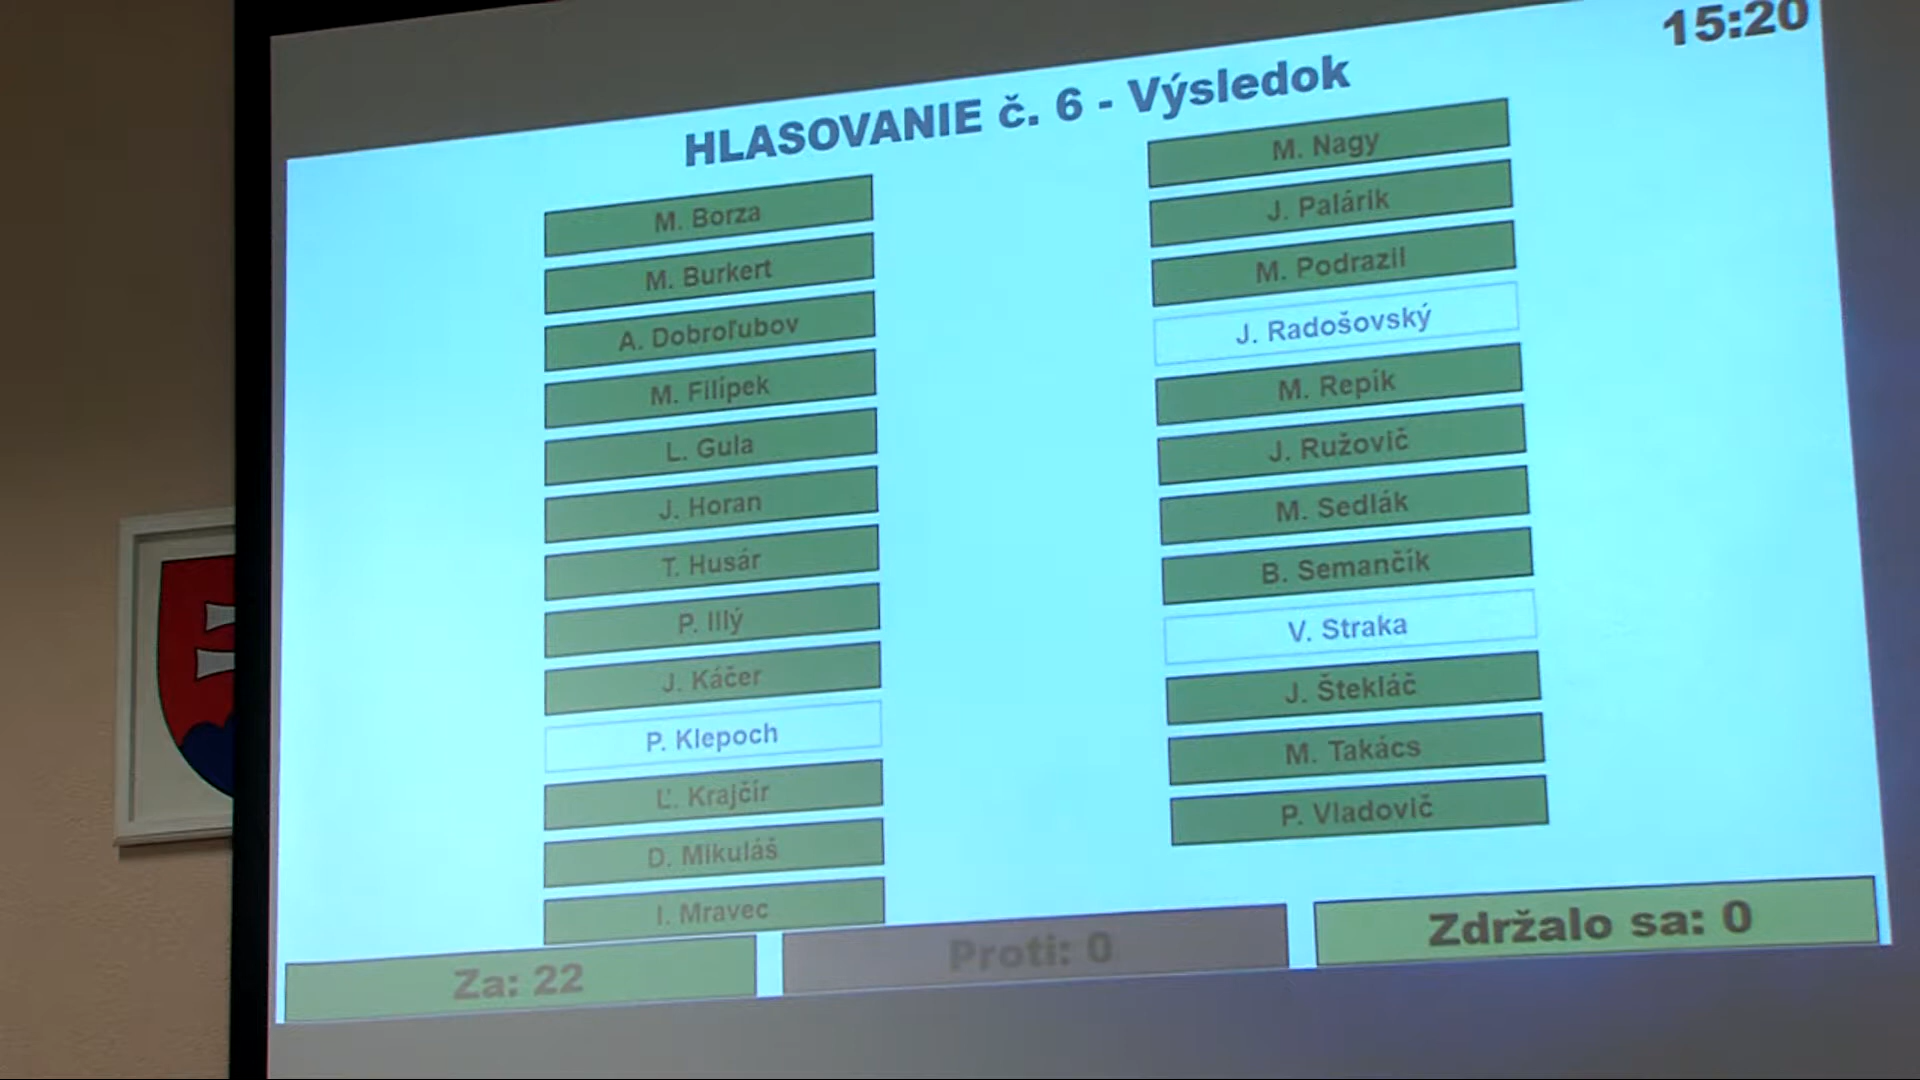 15:20
HLASOVANIE č. 6 - Výsledok
M. Borza
M. Burkert
A. Dobroľubov
M. Filípek
L. Gula
J. Horan
T. Husár
P. Illý
J. Káčer
P. Klepoch
Ľ. Krajčír
D. Mikuláš
I. Mravec
M. Nagy
J. Palárik
M. Podrazil
J. Radošovský
M. Repík
J. Ružovič
M. Sedlák
B. Semančík
V. Straka
J. Štekláč
M. Takács
P. Vladovič
Za: 22
Proti: 0
Zdržalo sa: 0